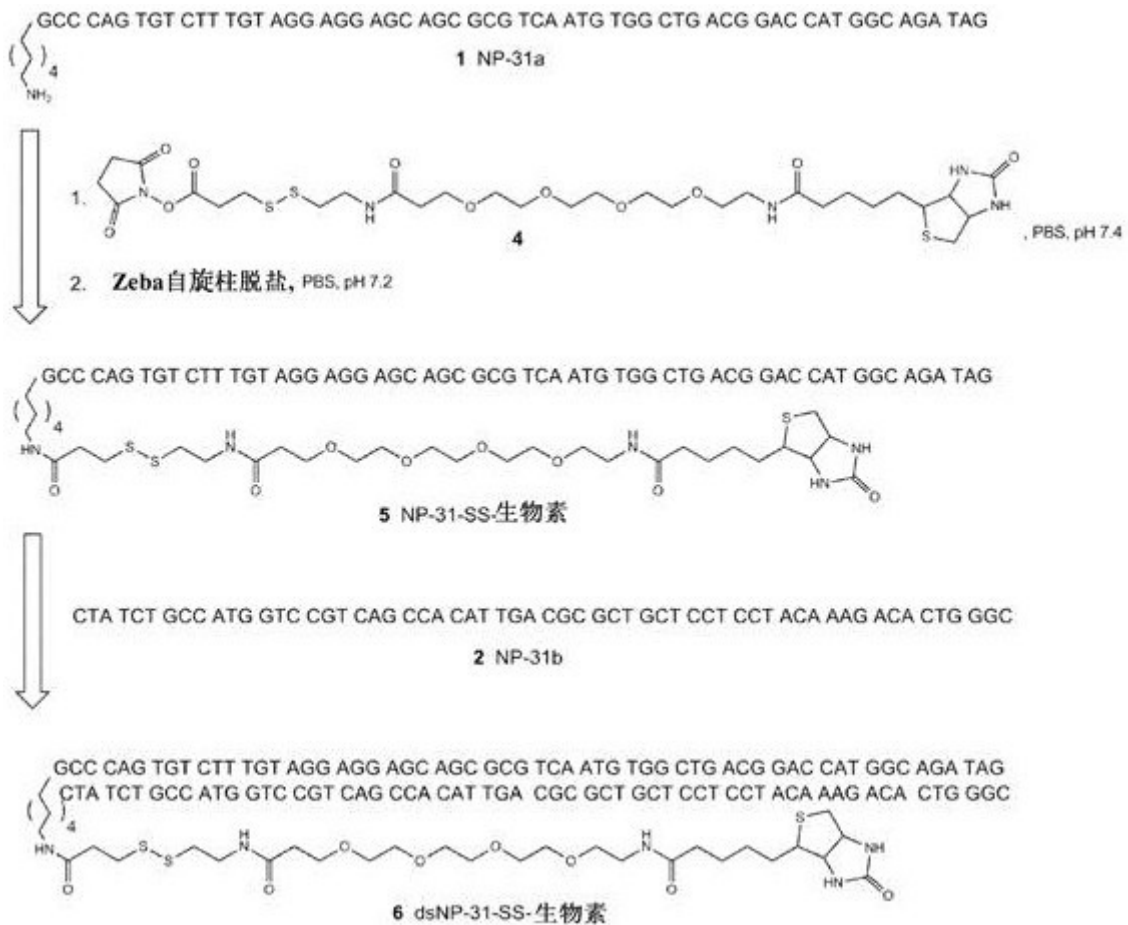 GCC CAG TGT CTT TGT AGG AGG AGC AGC GCG TCA ATG TGG CTG ACG GAC CAT GGC AGA TAG
( ) 4
NH2
1 NP-31a
1.
O O O O O O O O O O
N O S S N H N H HN NH S
4
, PBS, pH 7.4
2. Zeba自旋柱脱盐, PBS, pH 7.2
GCC CAG TGT CTT TGT AGG AGG AGC AGC GCG TCA ATG TGG CTG ACG GAC CAT GGC AGA TAG
( ) 4
HN O S S H N O O O O O H N O S NH HN O
5 NP-31-SS-生物素
CTA TCT GCC ATG GTC CGT CAG CCA CAT TGA CGC GCT GCT CCT CCT ACA AAG ACA CTG GGC
2 NP-31b
GCC CAG TGT CTT TGT AGG AGG AGC AGC GCG TCA ATG TGG CTG ACG GAC CAT GGC AGA TAG
CTA TCT GCC ATG GTC CGT CAG CCA CAT TGA CGC GCT GCT CCT CCT ACA AAG ACA CTG GGC
( ) 4
HN O S S H N O O O O O H N O S NH HN O
6 dsNP-31-SS-生物素